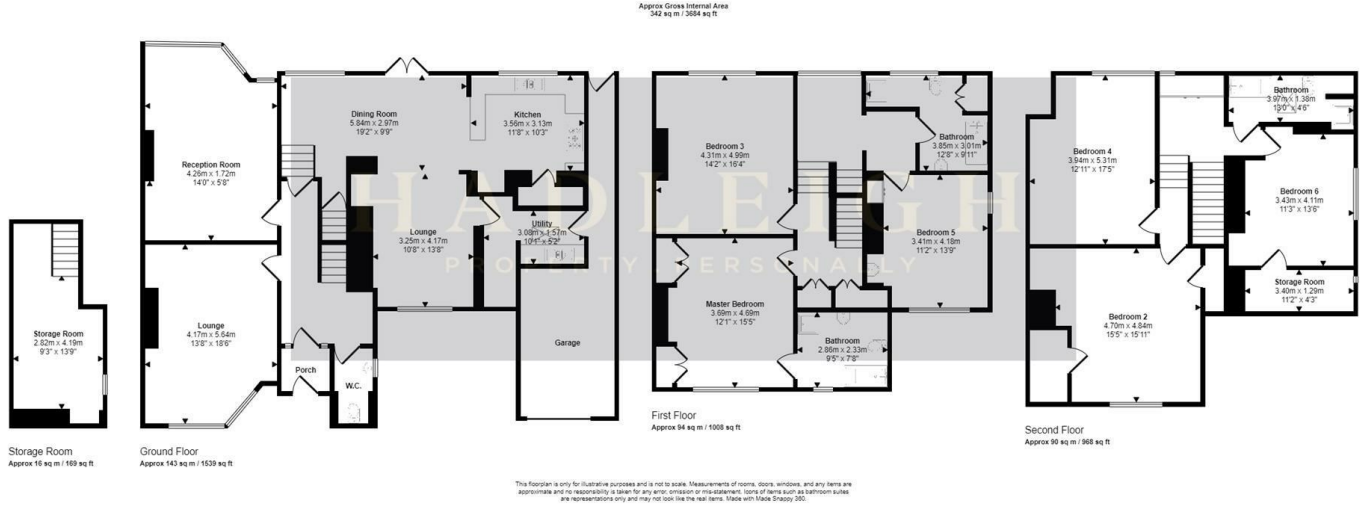 Approx Gross Internal Area
342 sq m / 3684 sq ft
Storage Room
2.82m x 4.19m
9'3" x 13'9"
Storage Room
Approx 16 sq m / 169 sq ft
Reception Room
4.26m x 1.72m
14'0" x 5'8"
Dining Room
5.84m x 2.97m
19'2" x 9'9"
Kitchen
3.56m x 3.13m
11'8" x 10'3"
Utility
3.08m x 1.57m
10'1" x 5'2"
Lounge
3.25m x 4.17m
10'8" x 13'8"
Lounge
4.17m x 5.64m
13'8" x 18'6"
Garage
Porch
W.C.
Ground Floor
Approx 143 sq m / 1539 sq ft
HADLEIGH
PROPERTY. PERSONALLY
Bedroom 3
4.31m x 4.99m
14'2" x 16'4"
Bathroom
3.85m x 3.01m
12'8" x 9'11"
Bedroom 5
3.41m x 4.18m
11'2" x 13'9"
Master Bedroom
3.69m x 4.69m
12'1" x 15'5"
Bathroom
2.86m x 2.33m
9'5" x 7'8"
First Floor
Approx 94 sq m / 1008 sq ft
Bathroom
3.97m x 1.38m
13'0" x 4'6"
Bedroom 4
3.94m x 5.31m
12'11" x 17'5"
Bedroom 6
3.43m x 4.11m
11'3" x 13'6"
Storage Room
3.40m x 1.29m
11'2" x 4'3"
Bedroom 2
4.70m x 4.84m
15'5" x 15'11"
Second Floor
Approx 90 sq m / 968 sq ft
This floorplan is only for illustrative purposes and is not to scale. Measurements of rooms, doors, windows, and any items are
approximate and no responsibility is taken for any error, omission or mis-statement. Icons of items such as bathroom suites
are representations only and may not look like the real items. Made with Made Snappy 360.